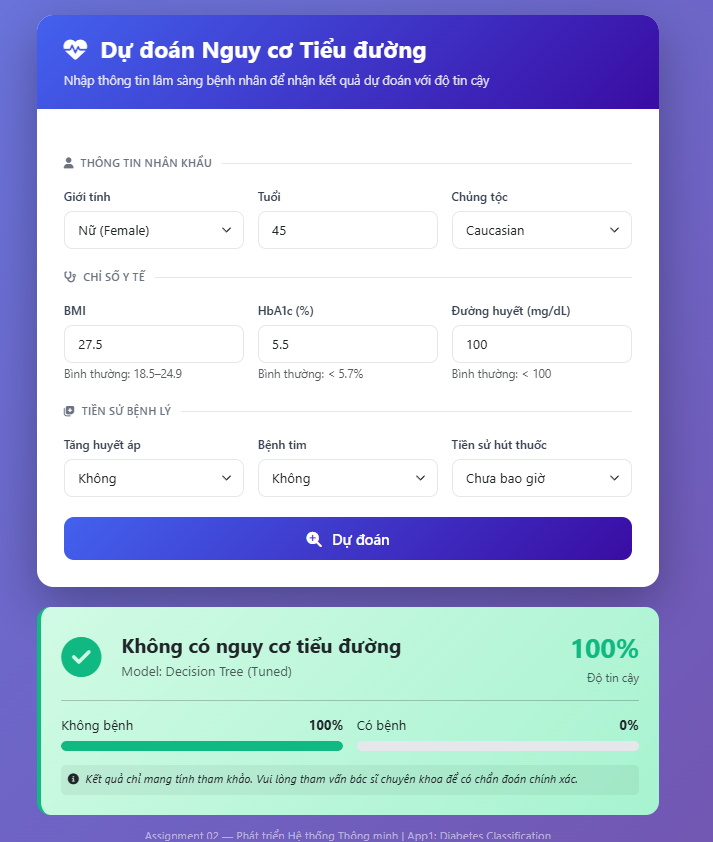 Dự đoán Nguy cơ Tiểu đường
Nhập thông tin lâm sàng bệnh nhân để nhận kết quả dự đoán với độ tin cậy
THÔNG TIN NHÂN KHẨU
Giới tính Tuổi Chủng tộc
Nữ (Female) 45 Caucasian
CHỈ SỐ Y TẾ
BMI HbA1c (%) Đường huyết (mg/dL)
27.5 5.5 100
Bình thường: 18.5–24.9 Bình thường: < 5.7% Bình thường: < 100
TIỀN SỬ BỆNH LÝ
Tăng huyết áp Bệnh tim Tiền sử hút thuốc
Không Không Chưa bao giờ
Dự đoán
Không có nguy cơ tiểu đường 100%
Model: Decision Tree (Tuned) Độ tin cậy
Không bệnh 100% Có bệnh 0%
Kết quả chỉ mang tính tham khảo. Vui lòng tham vấn bác sĩ chuyên khoa để có chẩn đoán chính xác.
Assignment 02 — Phát triển Hệ thống Thông minh | App1: Diabetes Classification